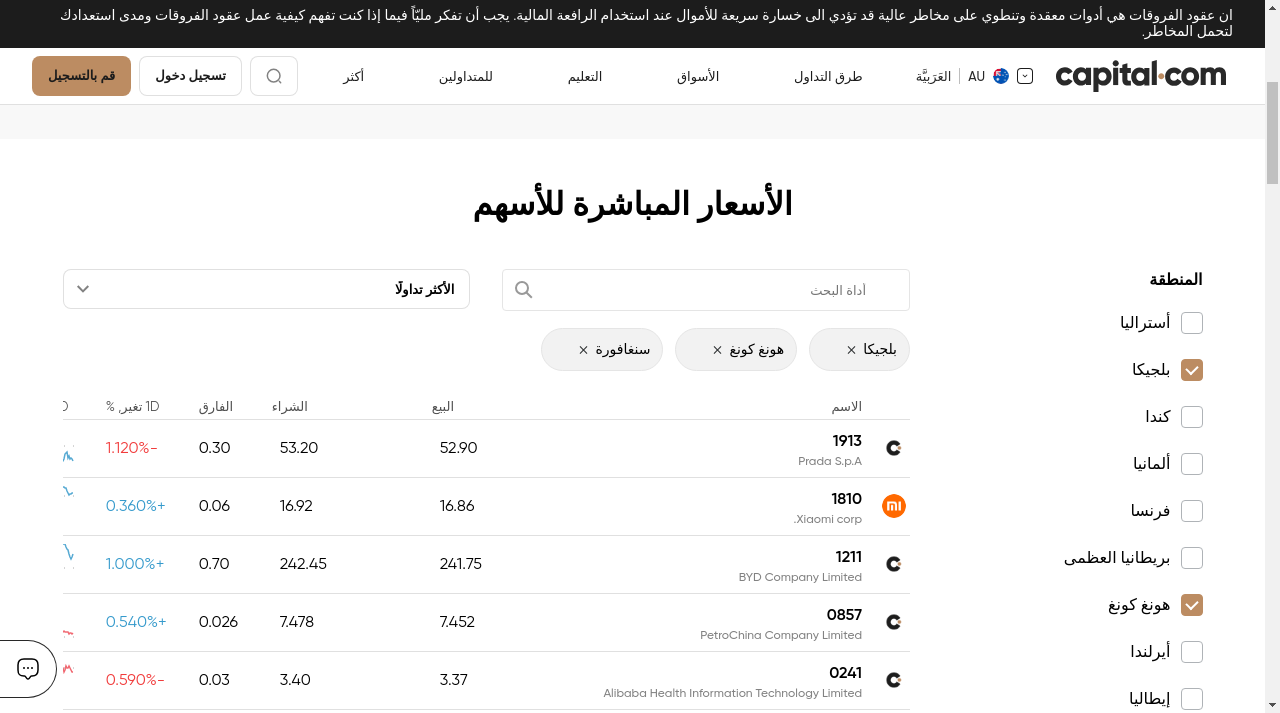 ان عقود الفروقات هي أدوات معقدة وتنطوي على مخاطر عالية قد تؤدي الى خسارة سريعة للأموال عند استخدام الرافعة المالية. يجب أن تفكر مليّاً فيما إذا كنت تفهم كيفية عمل عقود الفروقات ومدى استعدادك
لتحمل المخاطر.
capital.com
AU
العَرَبيَّة
طرق التداول
الأسواق
التعليم
للمتداولين
أكثر
تسجيل دخول
قم بالتسجيل
الأسعار المباشرة للأسهم
المنطقة
أستراليا
بلجيكا
كندا
ألمانيا
فرنسا
بريطانيا العظمى
هونغ كونغ
أيرلندا
إيطاليا
أداة البحث
الأكثر تداولًا
بلجيكا ×
هونغ كونغ ×
سنغافورة ×
الاسم
البيع
الشراء
الفارق
1D تغير, %
1913
Prada S.p.A
52.90
53.20
0.30
-1.120%
1810
Xiaomi corp.
16.86
16.92
0.06
+0.360%
1211
BYD Company Limited
241.75
242.45
0.70
+1.000%
0857
PetroChina Company Limited
7.452
7.478
0.026
+0.540%
0241
Alibaba Health Information Technology Limited
3.37
3.40
0.03
-0.590%